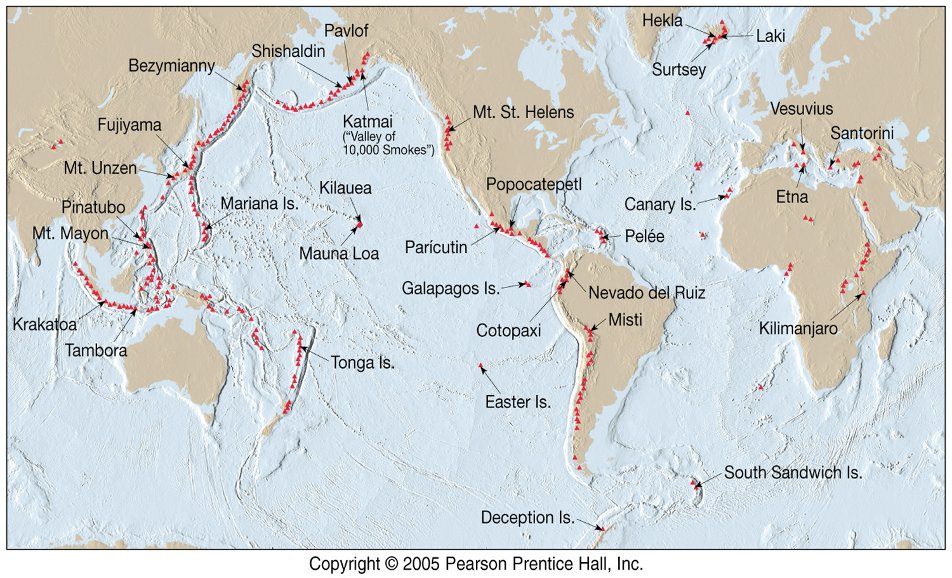 Hekla
Laki
Surtsey
Pavlof
Shishaldin
Bezymianny
Katmai
("Valley of
10,000 Smokes")
Mt. St. Helens
Vesuvius
Santorini
Fujiyama
Mt. Unzen
Etna
Kilauea
Popocatepetl
Canary Is.
Pinatubo
Mariana Is.
Mt. Mayon
Mauna Loa
Parícutin
Pelée
Galapagos Is.
Nevado del Ruiz
Krakatoa
Cotopaxi
Misti
Kilimanjaro
Tambora
Tonga Is.
Easter Is.
South Sandwich Is.
Deception Is.
Copyright © 2005 Pearson Prentice Hall, Inc.